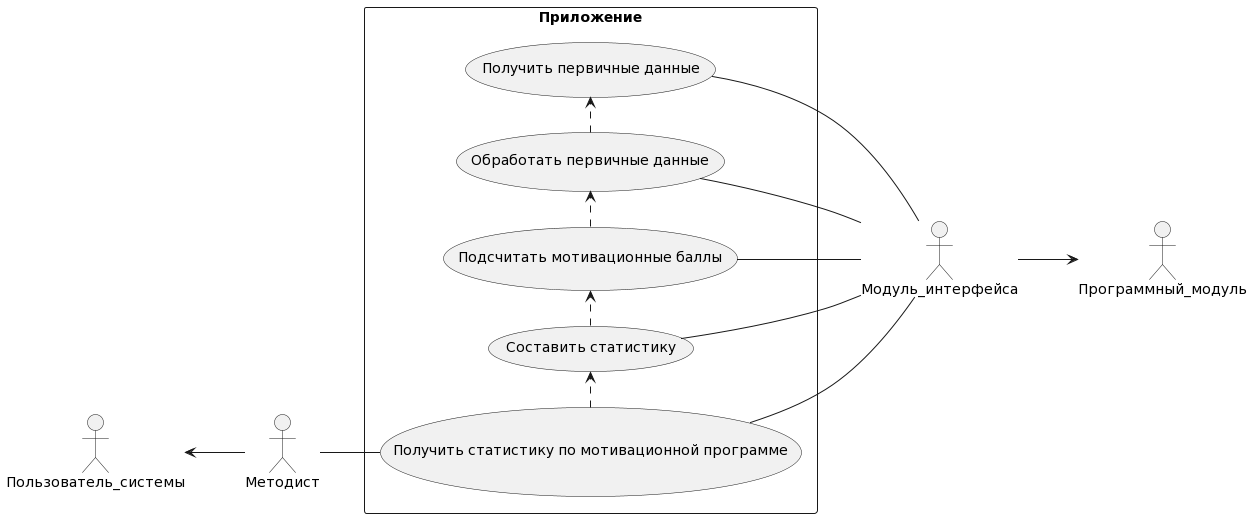 Приложение
Получить первичные данные
Обработать первичные данные
Подсчитать мотивационные баллы
Модуль_интерфейса
Программный_модуль
Составить статистику
Получить статистику по мотивационной программе
Пользователь_системы
Методист